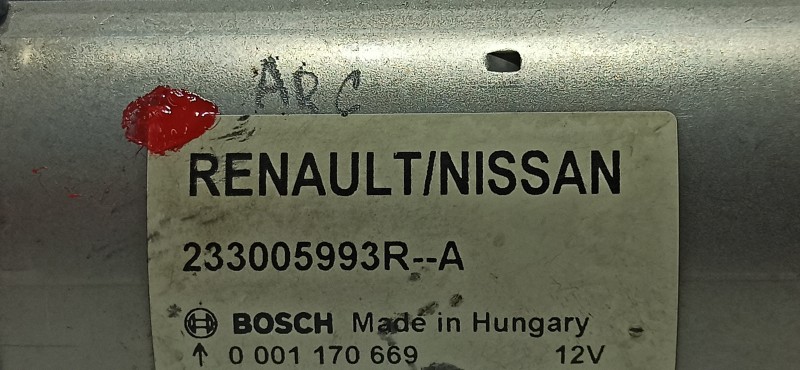 ARC
RENAULT/NISSAN
233005993R--A
BOSCH Made in Hungary
↑ 0 001 170 669 12V